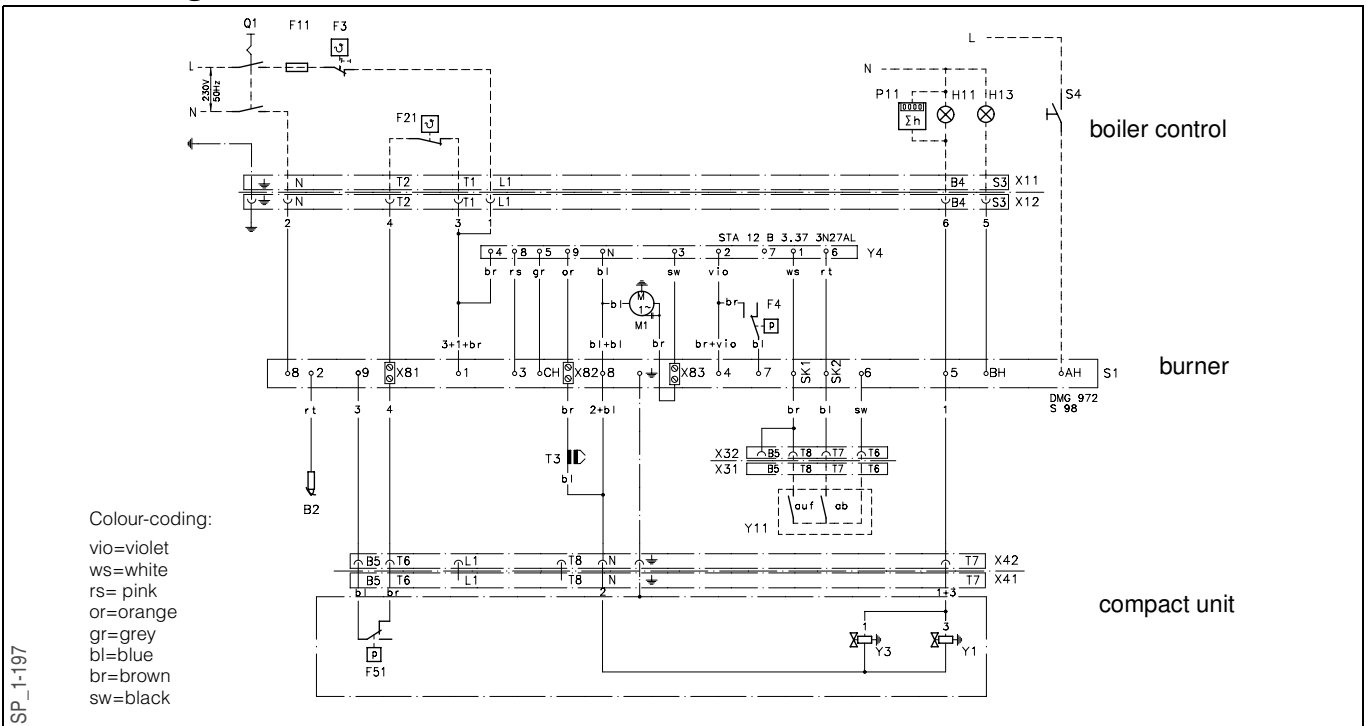 Q1 F11 F3
L
230V
50Hz
N
F21
L
N
P11 H11 H13 S4
0000
Σh
boiler control
N T2 T1 L1 B4 S3 X11
N T2 T1 L1 B4 S3 X12
2 4 3 1 6 5
STA 12 B 3.37 3N27AL
4 8 5 9 N 3 2 7 1 6 Y4
br rs gr or bl sw vio ws rt
bl M
1~
M1
br F4
P
3+1+br bl+bl br br+vio bl
burner
8 2 9 X81 1 3 CH X82 8 X83 4 7 SK1 SK2 6 5 BH AH S1
DMG 972
S 98
rt 3 4 br 2+bl br bl sw 1
T3
bl
X32 B5 T8 T7 T6
X31 B5 T8 T7 T6
auf ab
Y11
B2
Colour-coding:
vio=violet
ws=white
rs= pink
or=orange
gr=grey
bl=blue
br=brown
sw=black
B5 T6 L1 T8 N T7 X42
B5 T6 L1 T8 N T7 X41
bl br 2 1+3
compact unit
1 3
Y3 Y1
P
F51
SP_1-197